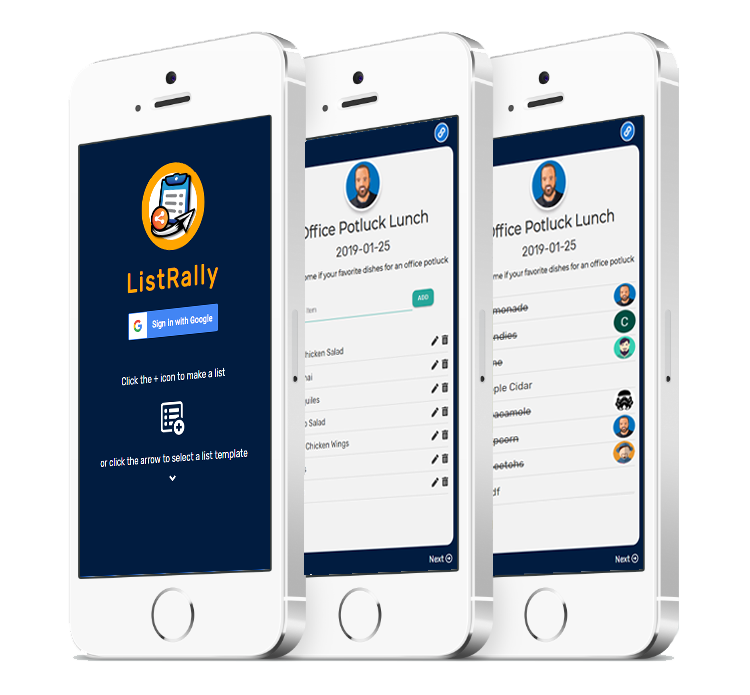 ListRally
Sign in with Google
Click the + icon to make a list
or click the arrow to select a list template
Office Potluck Lunch
2019-01-25
ome if your favorite dishes for an office potluck
Item
ADD
Chicken Salad
hai
guiles
o Salad
Chicken Wings
s
Next
Office Potluck Lunch
2019-01-25
me if your favorite dishes for an office potluck
monade
ndies
C
ne
ple Cidar
acamole
pcorn
eetohs
df
Next